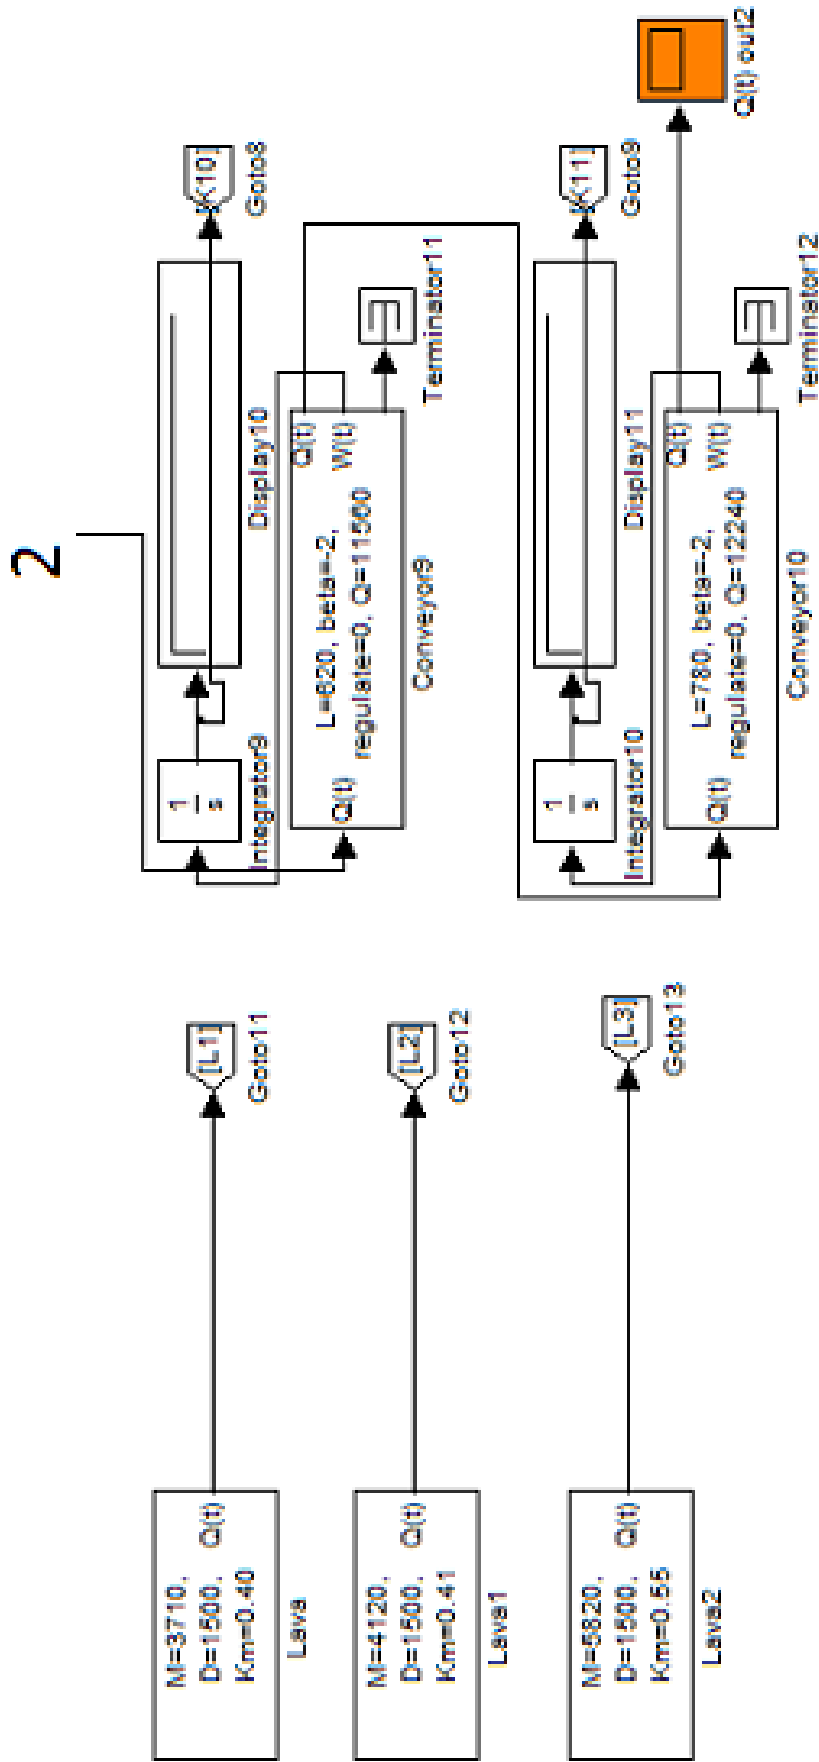 2
[K10]
Goto8
Display10
1
s
Integrator9
Q(t)
L=620, beta=-2,
regulate=0, Q=11560
Q(t)
W(t)
Conveyor9
Terminator11
[K11]
Goto9
Display11
1
s
Integrator10
Q(t)
L=780, beta=-2,
regulate=0, Q=12240
Q(t)
W(t)
Conveyor10
Terminator12
Q(t) out2
M=3710,
D=1500,
Km=0.40
Q(t)
Lava
[L1]
Goto11
M=4120,
D=1500,
Km=0.41
Q(t)
Lava1
[L2]
Goto12
M=5820,
D=1500,
Km=0.55
Q(t)
Lava2
[L3]
Goto13